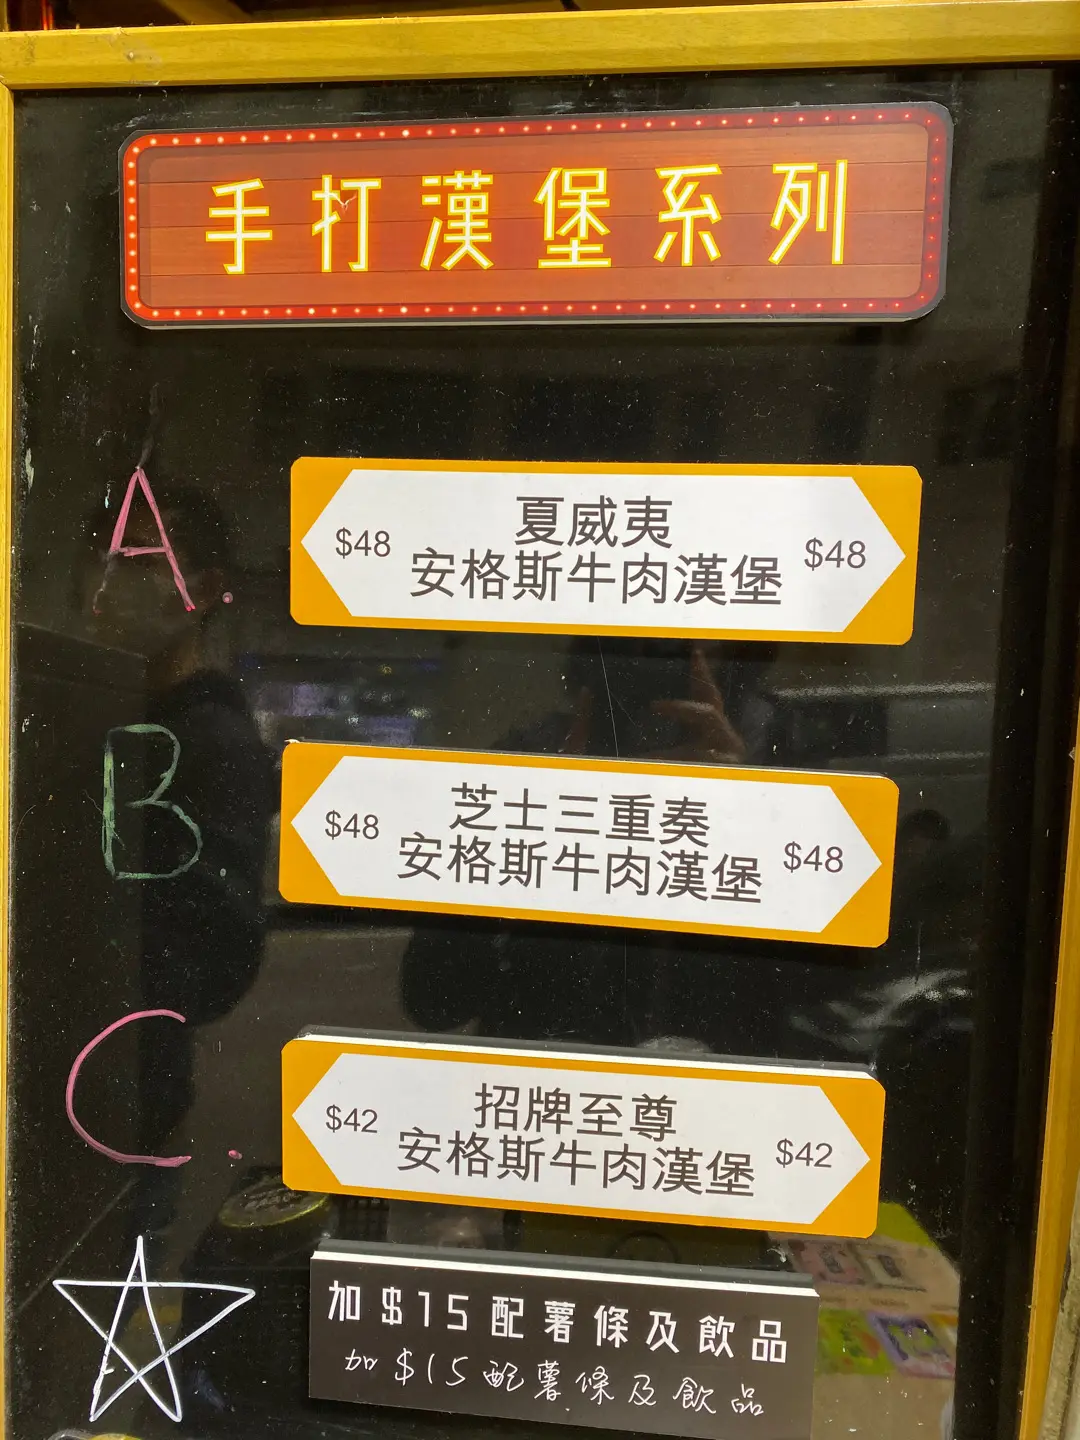 手打漢堡系列
A.
$48 夏威夷 $48
安格斯牛肉漢堡
B.
$48 芝士三重奏 $48
安格斯牛肉漢堡
C.
$42 招牌至尊 $42
安格斯牛肉漢堡
加$15配薯條及飲品
加$15配薯條及飲品